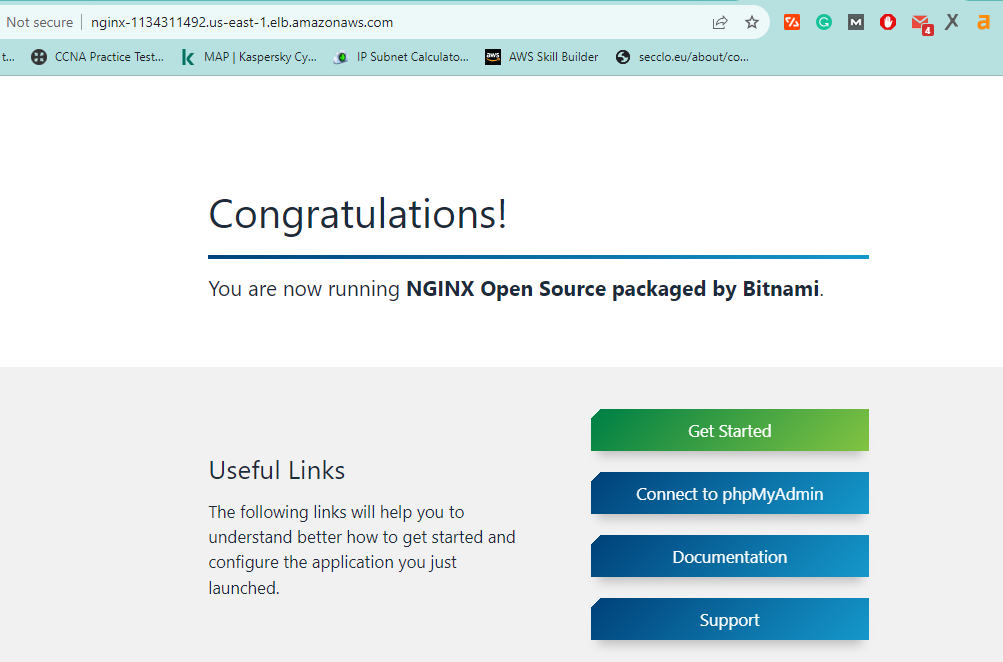 Not secure | nginx-1134311492.us-east-1.elb.amazonaws.com
4
t... CCNA Practice Test... MAP | Kaspersky Cy... IP Subnet Calculato... aws AWS Skill Builder secclo.eu/about/co...
Congratulations!
You are now running NGINX Open Source packaged by Bitnami.
Useful Links
The following links will help you to
understand better how to get started and
configure the application you just
launched.
Get Started
Connect to phpMyAdmin
Documentation
Support